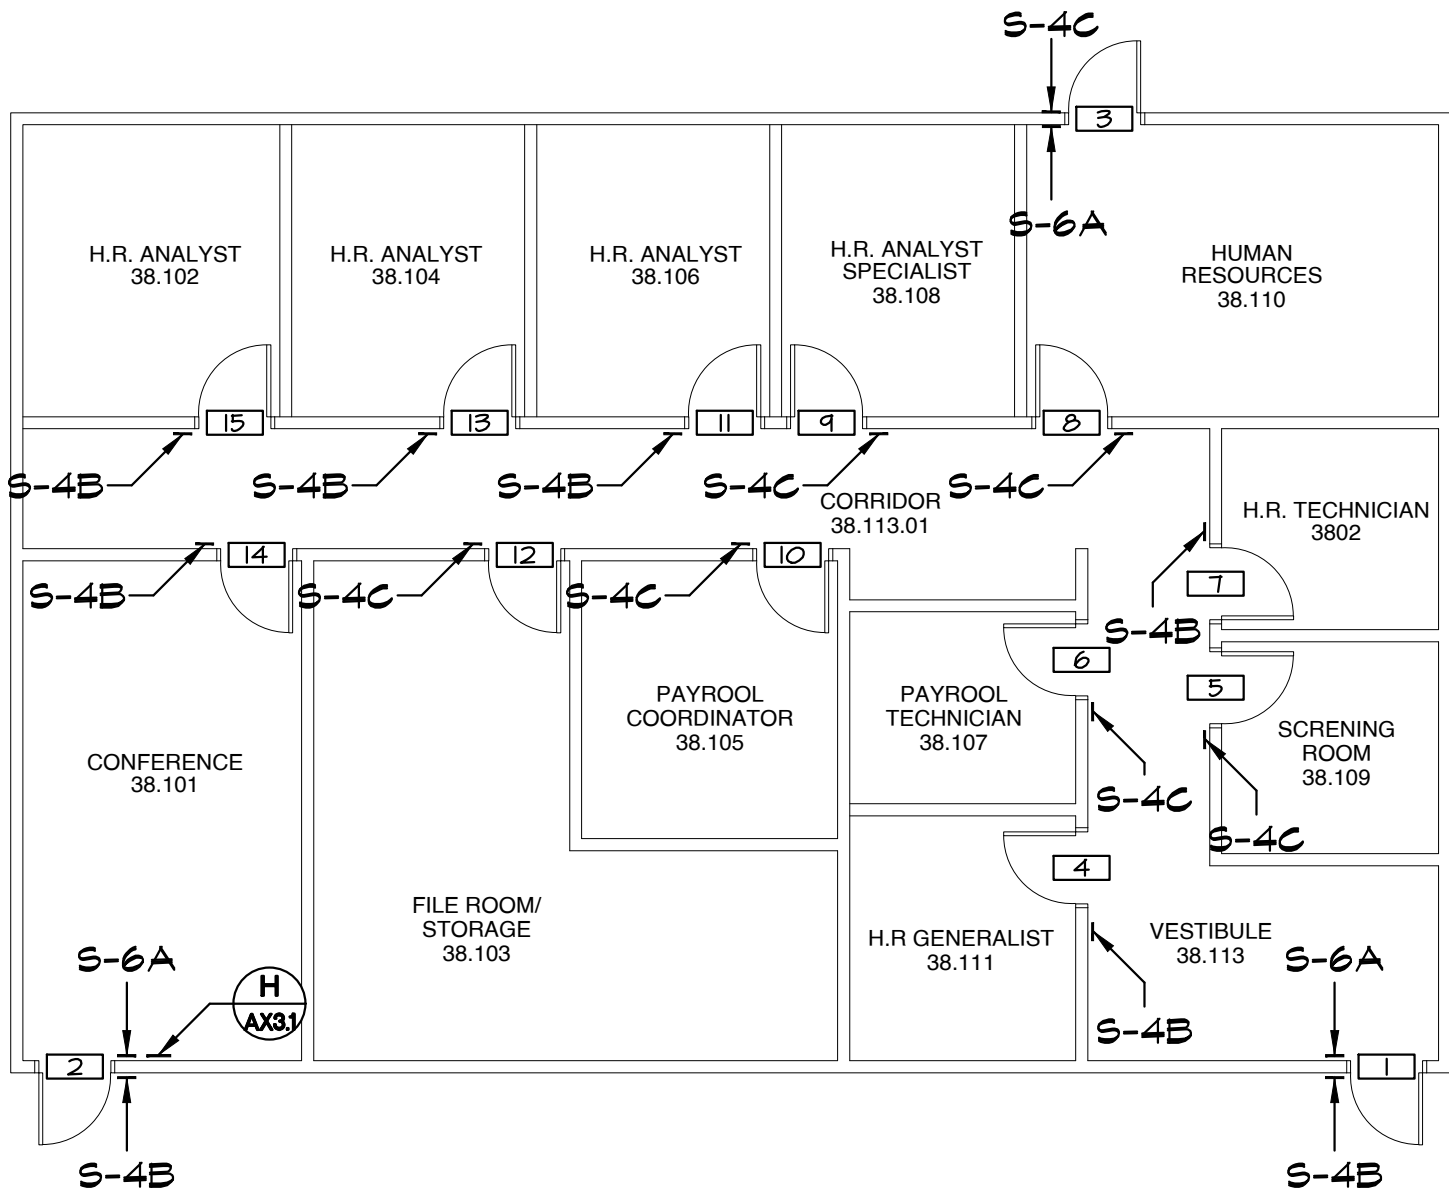 S-4C
3
S-6A
H.R. ANALYST
38.102
H.R. ANALYST
38.104
H.R. ANALYST
38.106
H.R. ANALYST
SPECIALIST
38.108
HUMAN
RESOURCES
38.110
15
13
11
9
8
S-4B
S-4B
S-4B
S-4C
S-4C
CORRIDOR
38.113.01
H.R. TECHNICIAN
3802
14
12
10
7
S-4B
S-4C
S-4C
S-4B
6
5
PAYROOL
COORDINATOR
38.105
PAYROOL
TECHNICIAN
38.107
SCRENING
ROOM
38.109
CONFERENCE
38.101
S-4C
S-4C
4
FILE ROOM/
STORAGE
38.103
H.R GENERALIST
38.111
VESTIBULE
38.113
S-6A
H
AX3.1
S-6A
S-4B
2
1
S-4B
S-4B